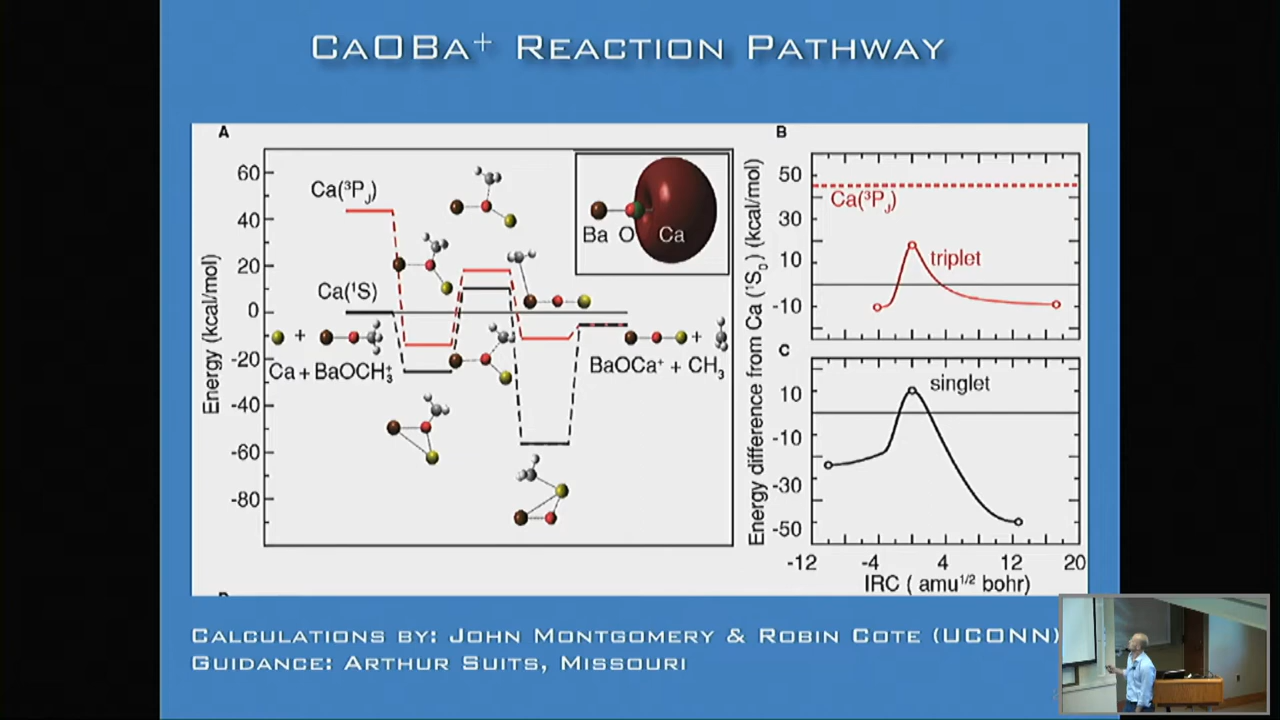 CaOBa⁺ Reaction Pathway
A
60
40
20
0
-20
-40
-60
-80
Energy (kcal/mol)
Ca(³P_J)
Ca(¹S)
+
Ca + BaOCH₃⁺
Ba O Ca
+
BaOCa⁺ + CH₃
B
50
30
10
-10
Ca(³P_J)
triplet
C
10
-10
-30
-50
singlet
Energy difference from Ca (¹S₀) (kcal/mol)
-12 -4 4 12 20
IRC ( amu¹/² bohr)
Calculations by: John Montgomery & Robin Cote (UCONN)
Guidance: Arthur Suits, Missouri